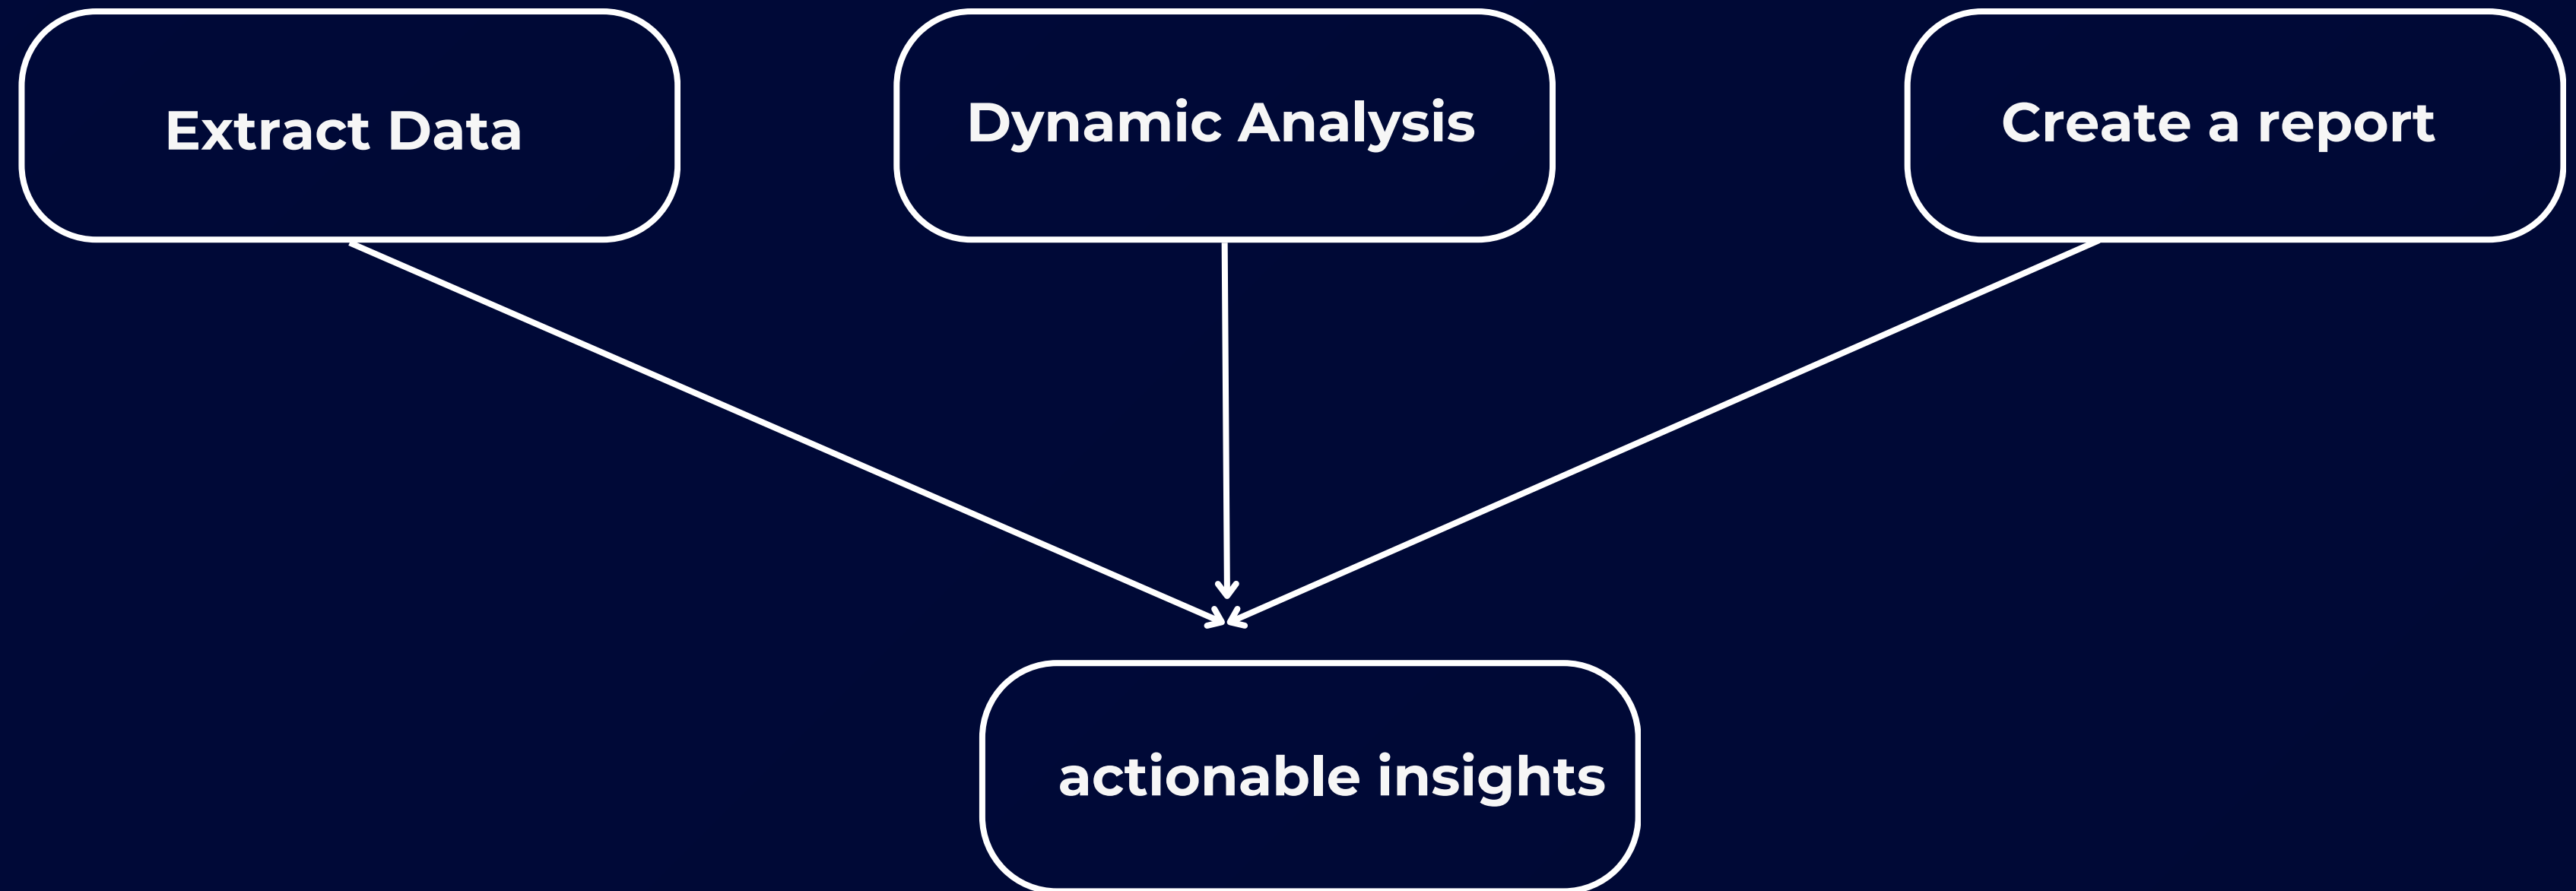 Extract Data
Dynamic Analysis
Create a report
actionable insights